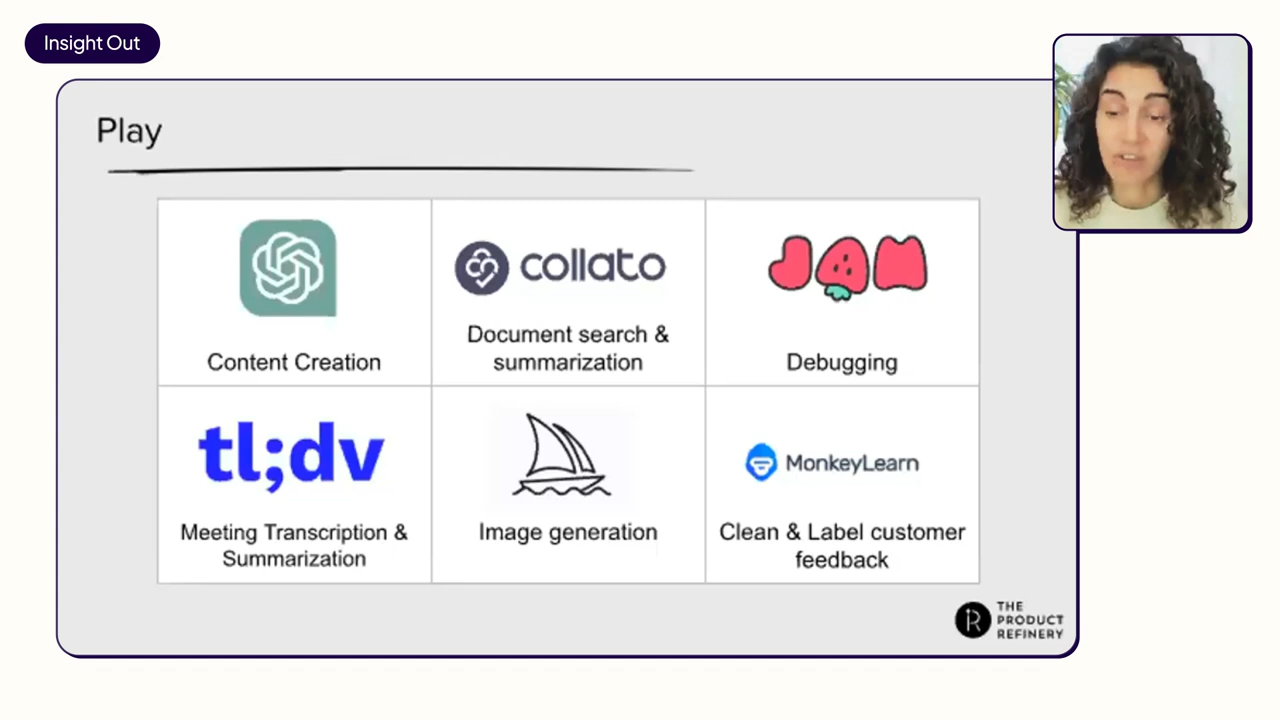 Insight Out
Play
Content Creation
collato
Document search &
summarization
JAM
Debugging
tl;dv
Meeting Transcription &
Summarization
Image generation
MonkeyLearn
Clean & Label customer
feedback
THE
PRODUCT
REFINERY